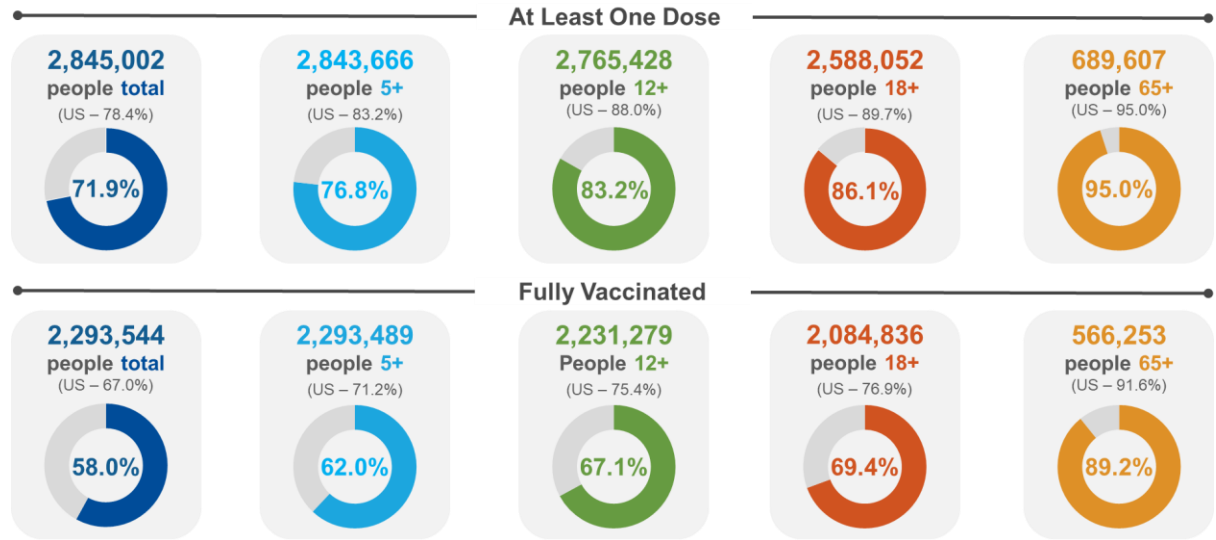 At Least One Dose
2,845,002
people total
(US – 78.4%)
71.9%
2,843,666
people 5+
(US – 83.2%)
76.8%
2,765,428
people 12+
(US – 88.0%)
83.2%
2,588,052
people 18+
(US – 89.7%)
86.1%
689,607
people 65+
(US – 95.0%)
95.0%
Fully Vaccinated
2,293,544
people total
(US – 67.0%)
58.0%
2,293,489
people 5+
(US – 71.2%)
62.0%
2,231,279
People 12+
(US – 75.4%)
67.1%
2,084,836
people 18+
(US – 76.9%)
69.4%
566,253
people 65+
(US – 91.6%)
89.2%